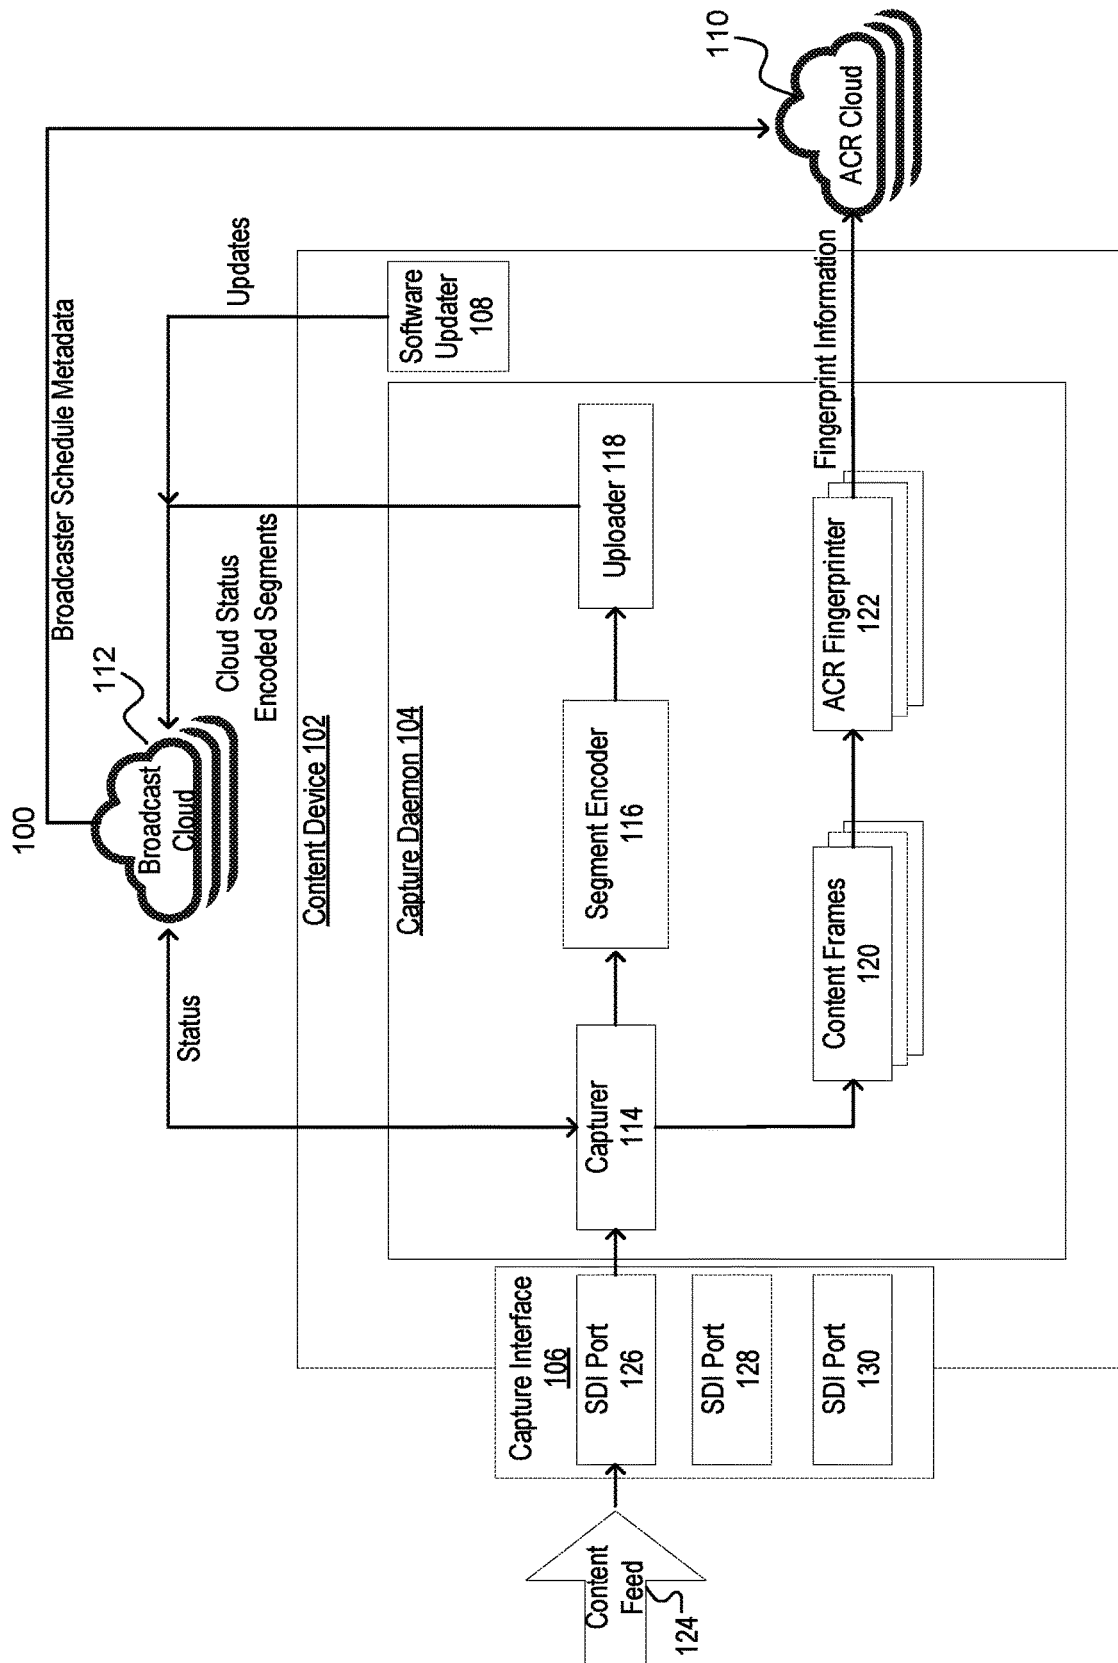 100
Broadcaster Schedule Metadata
Broadcast
Cloud
112
Status
Updates
Cloud Status
Encoded Segments
Content Device 102
Capture Daemon 104
Software
Updater
108
Capture Interface
106
SDI Port
126
SDI Port
128
SDI Port
130
Content
Feed
124
Capturer
114
Segment Encoder
116
Uploader 118
Content Frames
120
ACR Fingerprinter
122
Fingerprint Information
ACR Cloud
110